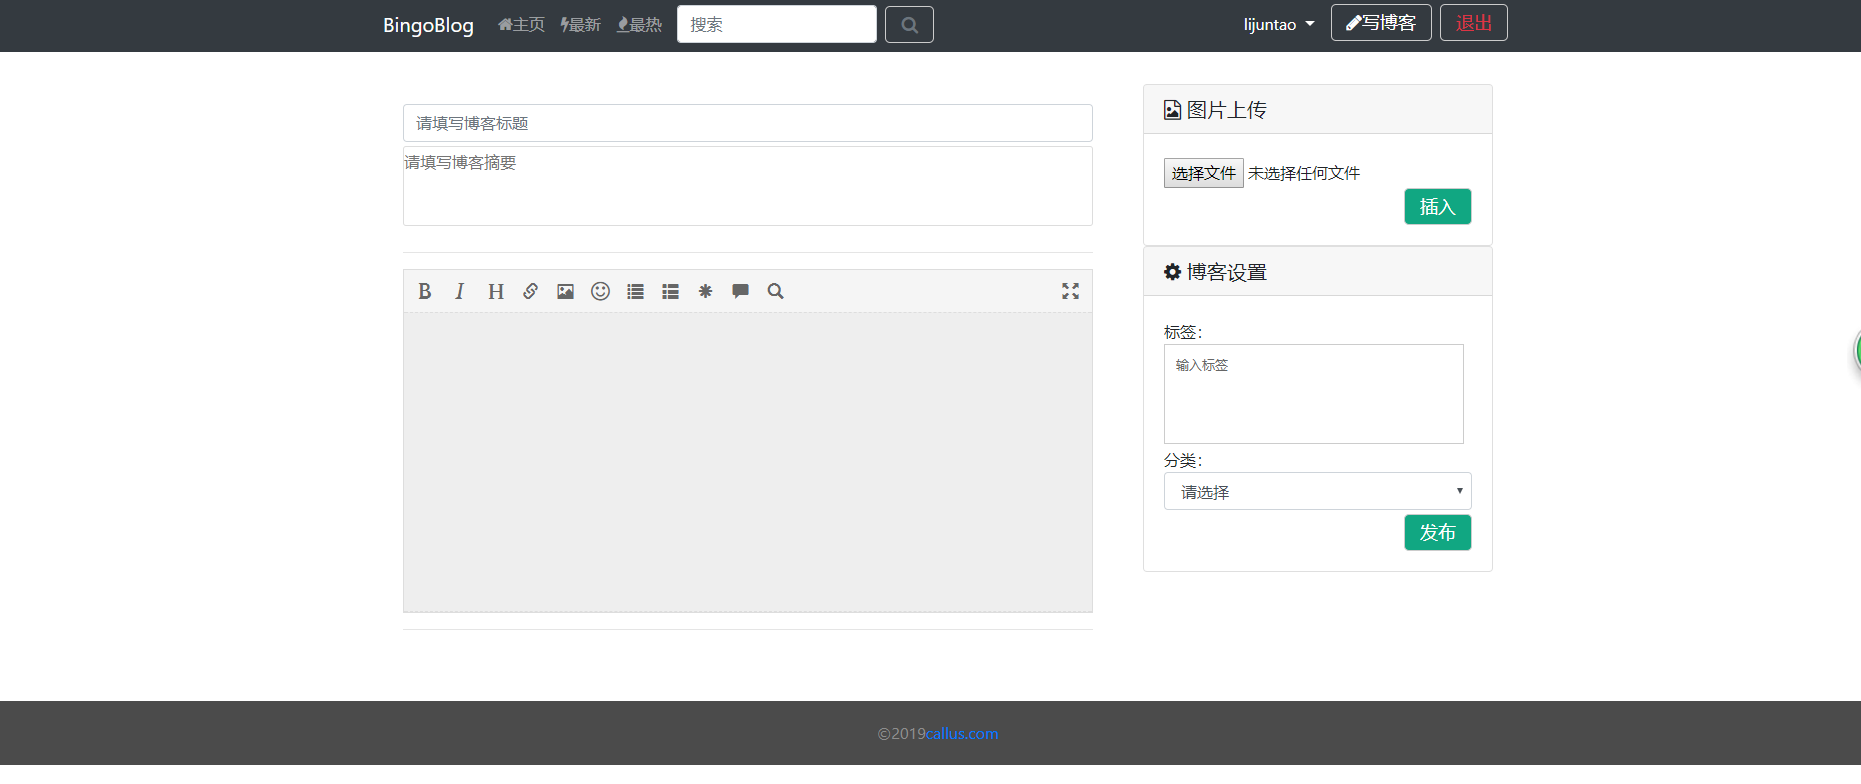 BingoBlog 主页 最新 最热 搜索 lijuntao 写博客 退出
请填写博客标题
请填写博客摘要
B I H
图片上传
选择文件 未选择任何文件
插入
博客设置
标签：
输入标签
分类：
请选择
发布
©2019callus.com